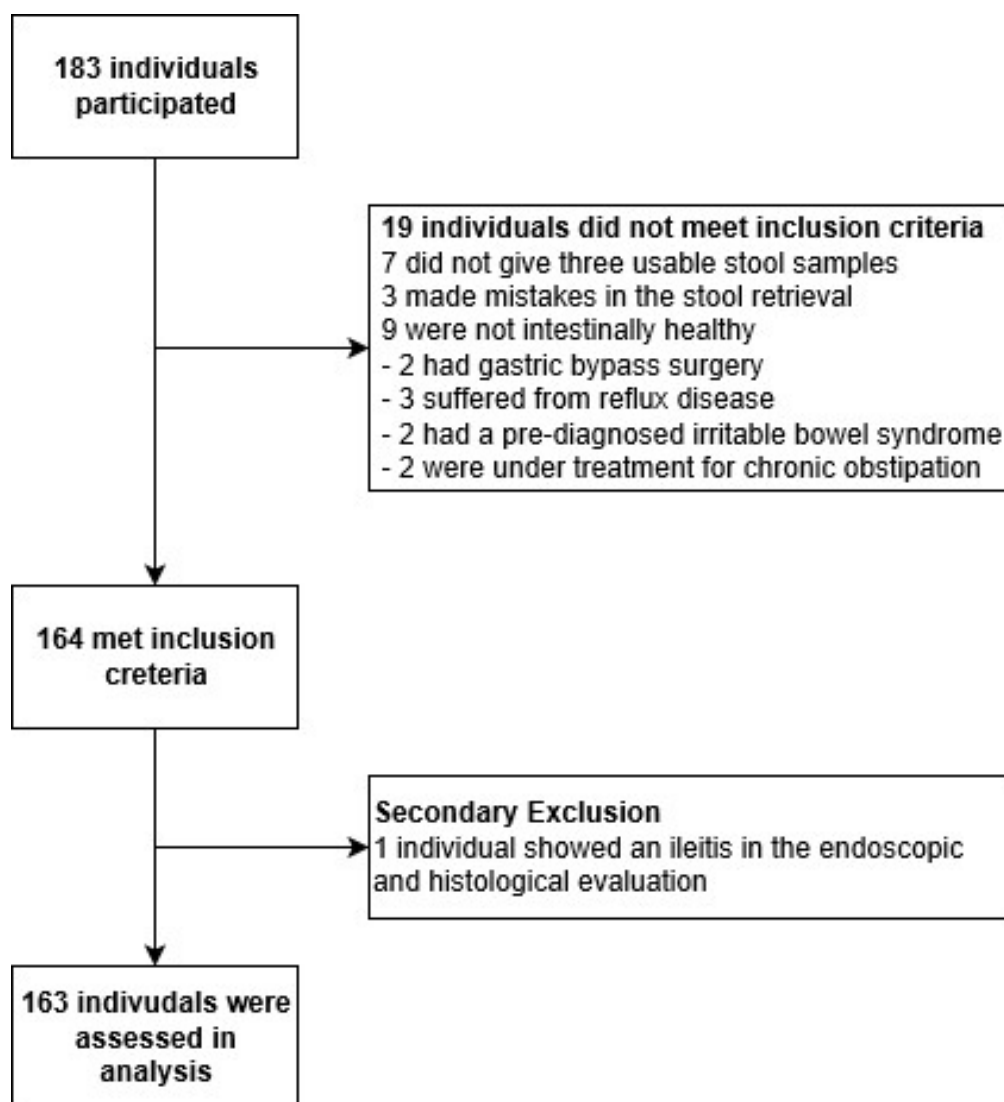 183 individuals
participated
19 individuals did not meet inclusion criteria
7 did not give three usable stool samples
3 made mistakes in the stool retrieval
9 were not intestinally healthy
- 2 had gastric bypass surgery
- 3 suffered from reflux disease
- 2 had a pre-diagnosed irritable bowel syndrome
- 2 were under treatment for chronic obstipation
164 met inclusion
creteria
Secondary Exclusion
1 individual showed an ileitis in the endoscopic
and histological evaluation
163 indivudals were
assessed in
analysis